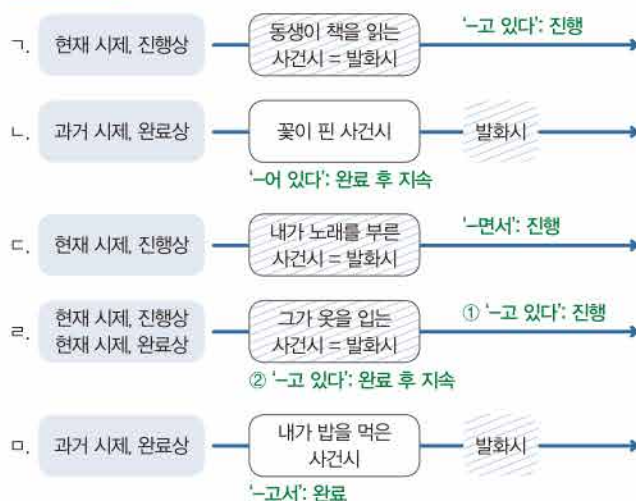 ㄱ. 현재 시제, 진행상 동생이 책을 읽는 사건시 = 발화시 ‘–고 있다’: 진행
ㄴ. 과거 시제, 완료상 꽃이 핀 사건시 발화시
‘–어 있다’: 완료 후 지속
ㄷ. 현재 시제, 진행상 내가 노래를 부른 사건시 = 발화시 ‘–면서’: 진행
ㄹ. 현재 시제, 진행상 현재 시제, 완료상 그가 옷을 입는 사건시 = 발화시 ① ‘–고 있다’: 진행
② ‘–고 있다’: 완료 후 지속
ㅁ. 과거 시제, 완료상 내가 밥을 먹은 사건시 발화시
‘–고서’: 완료